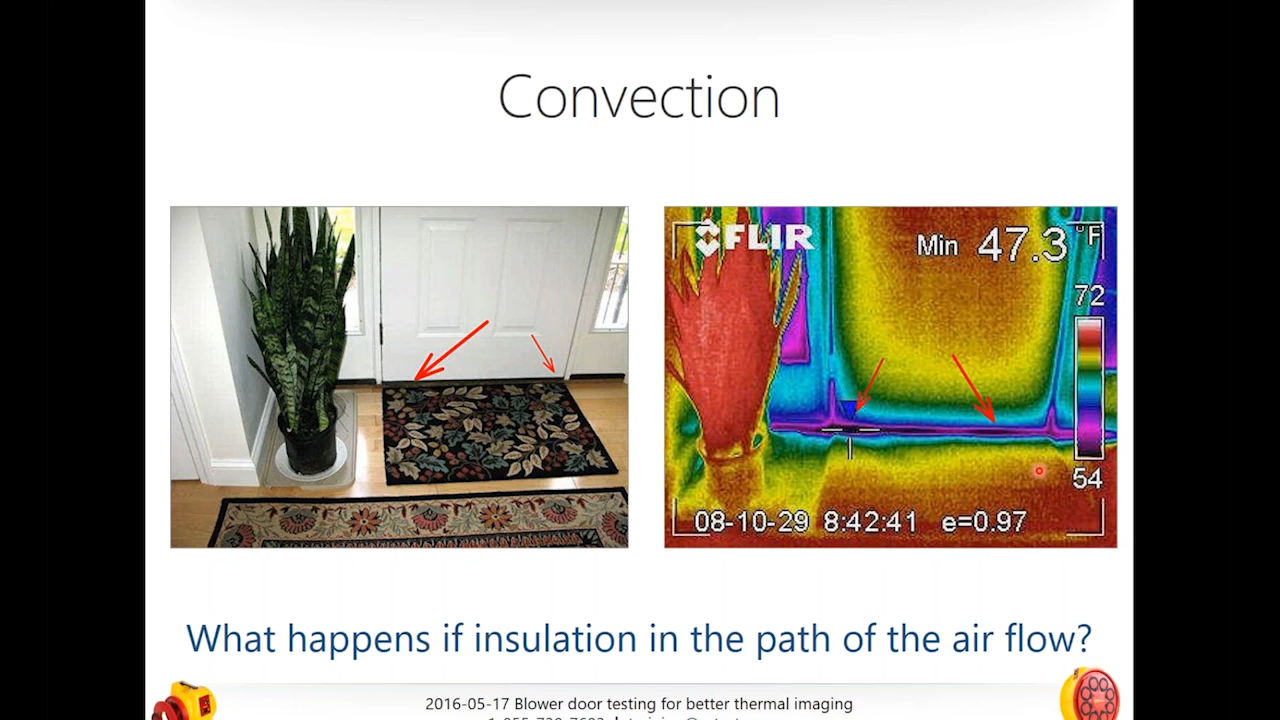 Convection
FLIR
Min 47.3 °F
72
54
08-10-29 8:42:41 e=0.97
What happens if insulation in the path of the air flow?
2016-05-17 Blower door testing for better thermal imaging